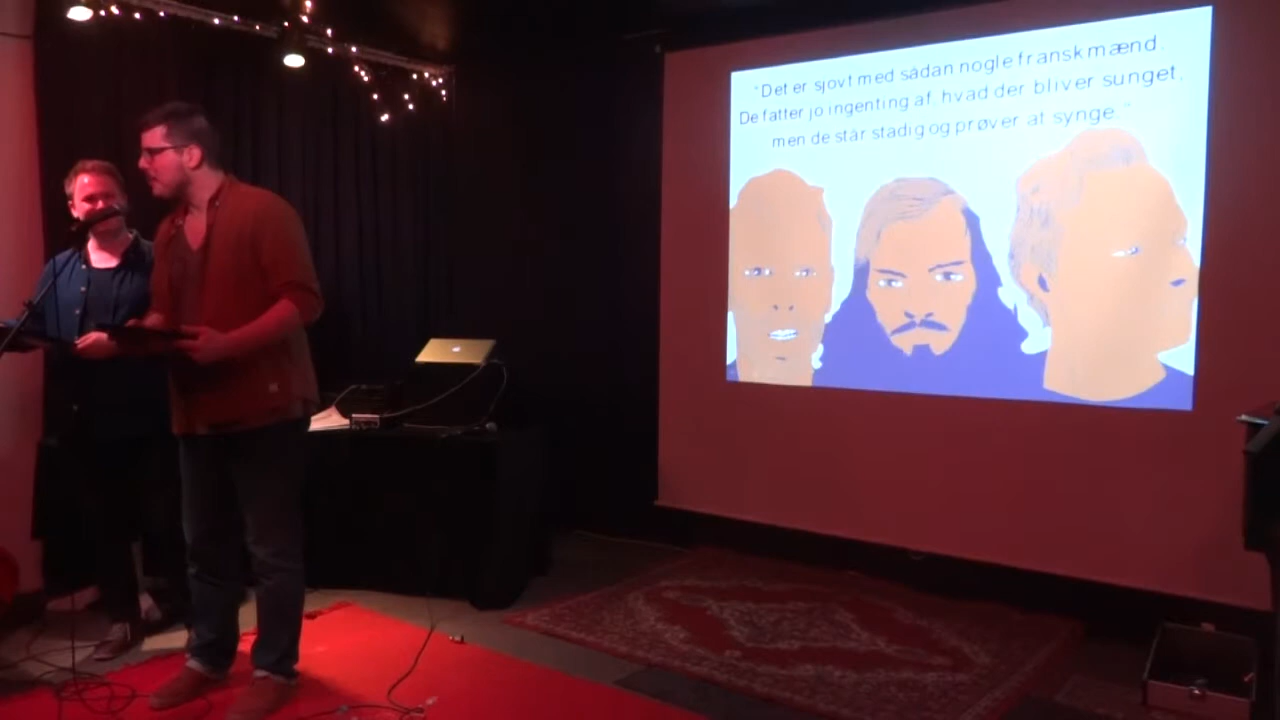 "Det er sjovt med sådan nogle franskmænd.
De fatter jo ingenting af, hvad der bliver sunget,
men de står stadig og prøver at synge."